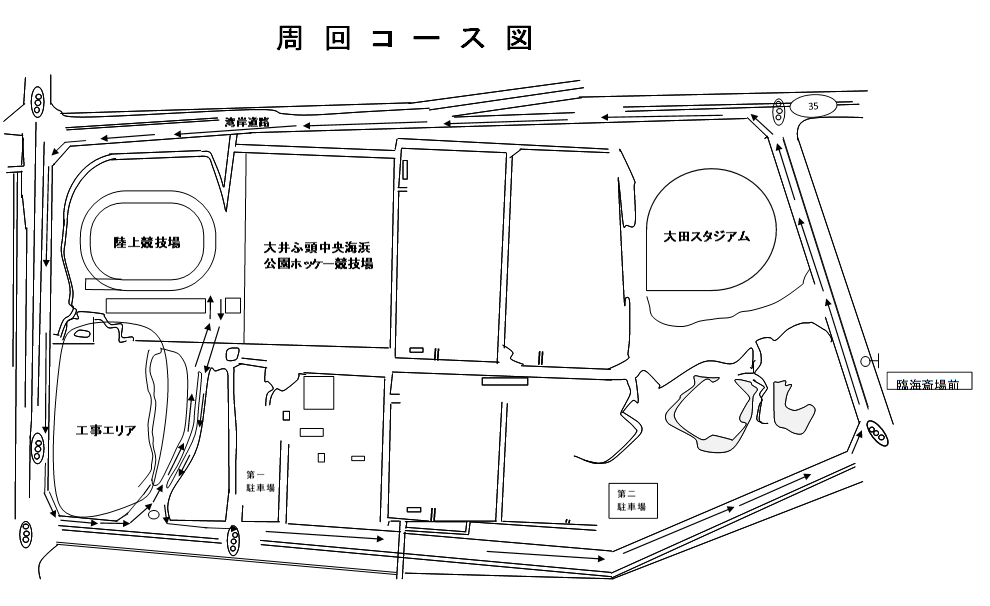 周回コース図
35
湾岸道路
陸上競技場
大井ふ頭中央海浜
公園ホッケー競技場
大田スタジアム
臨海斎場前
工事エリア
第一
駐車場
第二
駐車場